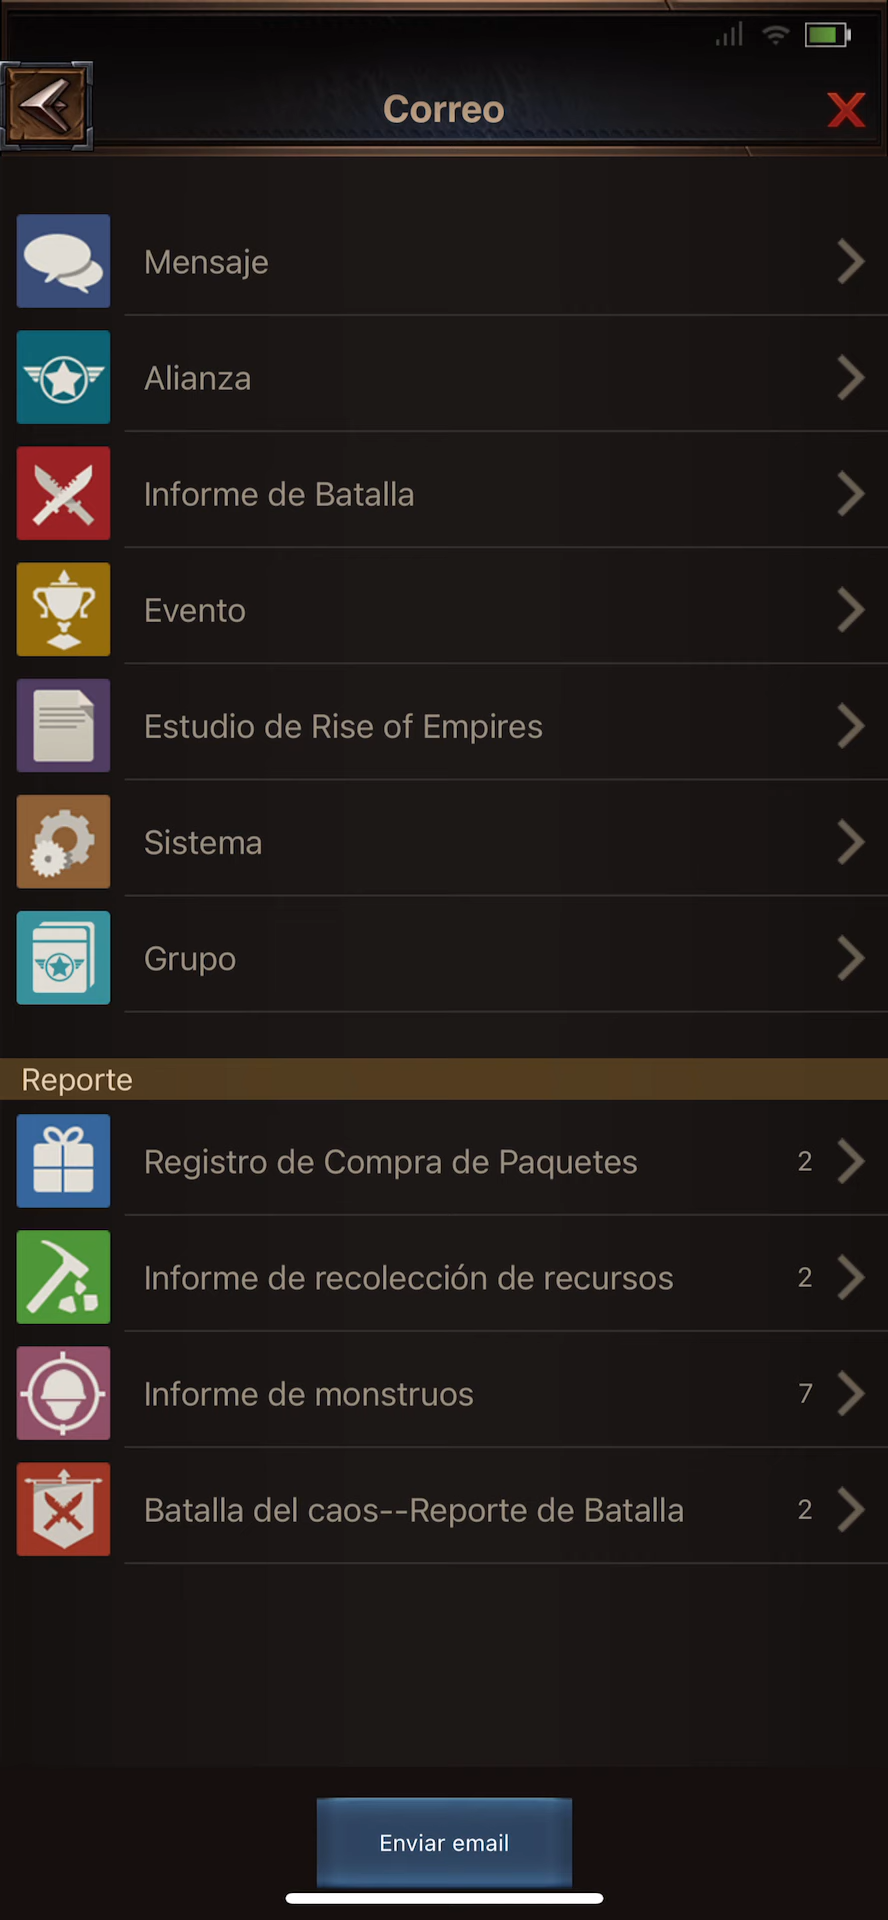 Correo
Mensaje
Alianza
Informe de Batalla
Evento
Estudio de Rise of Empires
Sistema
Grupo
Reporte
Registro de Compra de Paquetes 2
Informe de recolección de recursos 2
Informe de monstruos 7
Batalla del caos--Reporte de Batalla 2
Enviar email